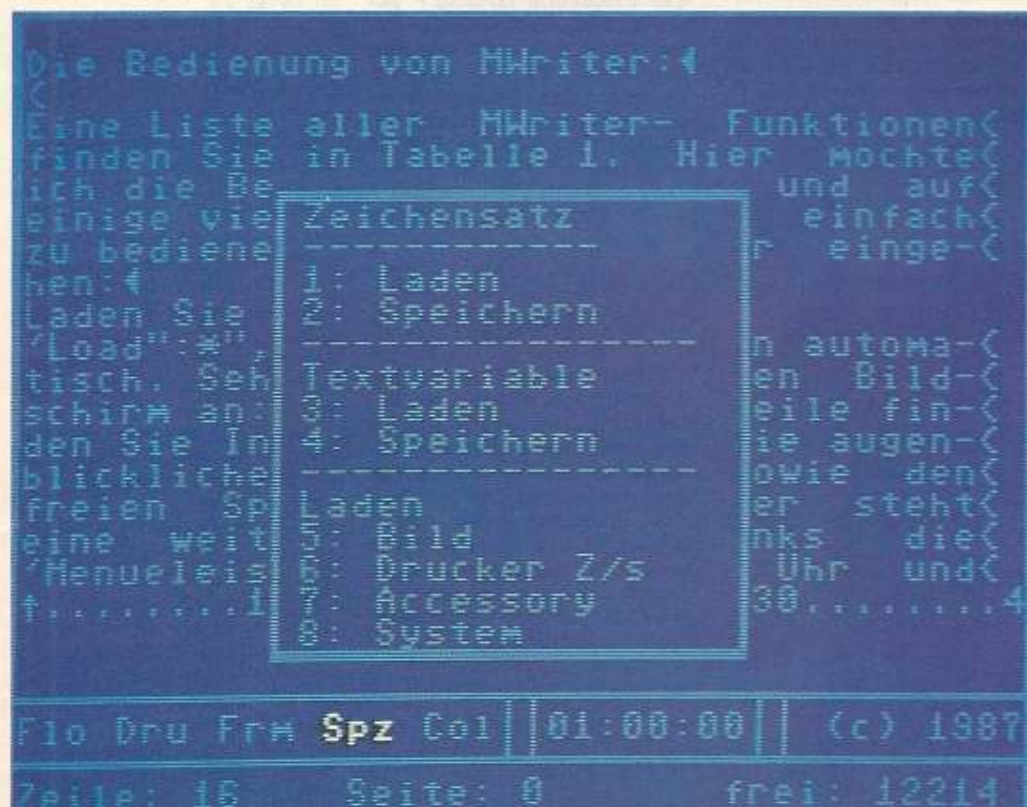 Die Bedienung von MWriter:
Eine Liste aller MWriter- Funktionen
finden Sie in Tabelle 1. Hier mochte
ich die Be und auf
einige vie einfach
zu bediene r einge-
hen:
Laden Sie
"Load":*", n automa-
tisch. Seh en Bild-
schirm an: eile fin-
den Sie In ie augen-
blickliche owie den
freien Sp er steht
eine weit nks die
'Menueleis Uhr und
↑........1 30........4
Zeichensatz
-------------
1: Laden
2: Speichern
-----------------
Textvariable
3: Laden
4: Speichern
-----------------
Laden
5: Bild
6: Drucker Z/s
7: Accessory
8: System
Flo Dru Frm Spz Col 01:00:00 (c) 1987
Zeile: 16 Seite: 0 frei: 12214